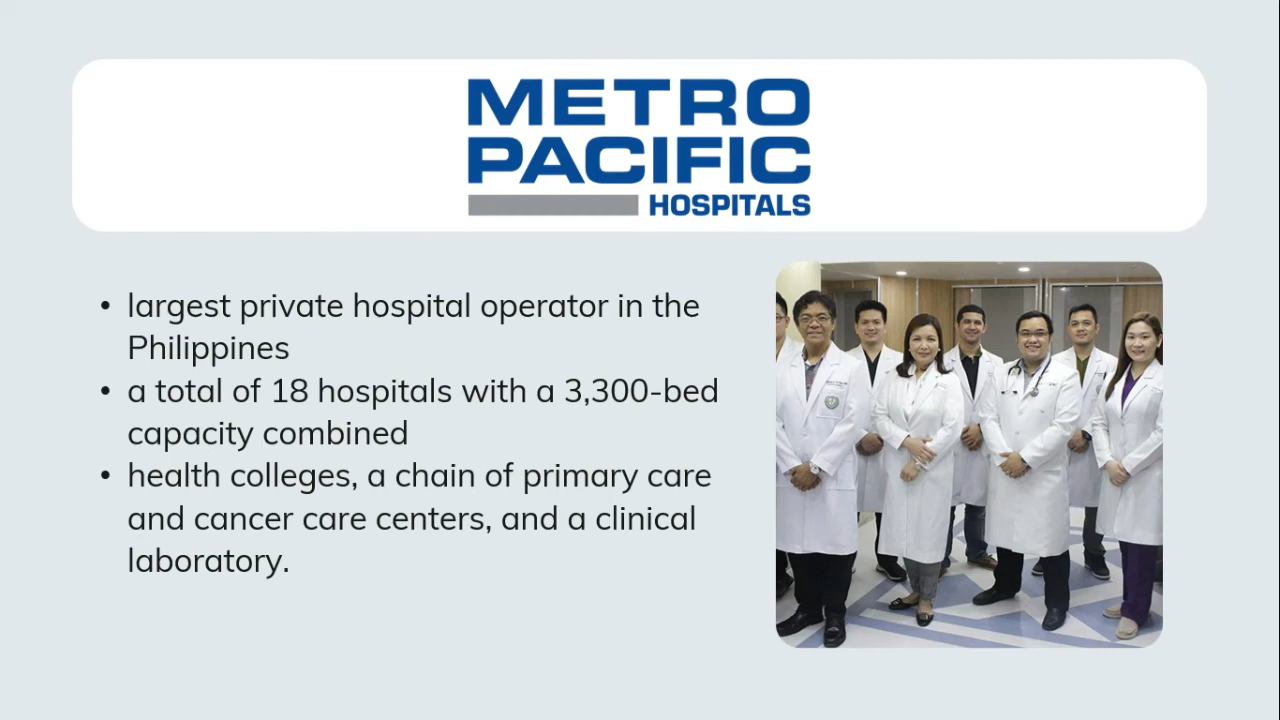 METRO
PACIFIC
HOSPITALS
• largest private hospital operator in the
Philippines
• a total of 18 hospitals with a 3,300-bed
capacity combined
• health colleges, a chain of primary care
and cancer care centers, and a clinical
laboratory.